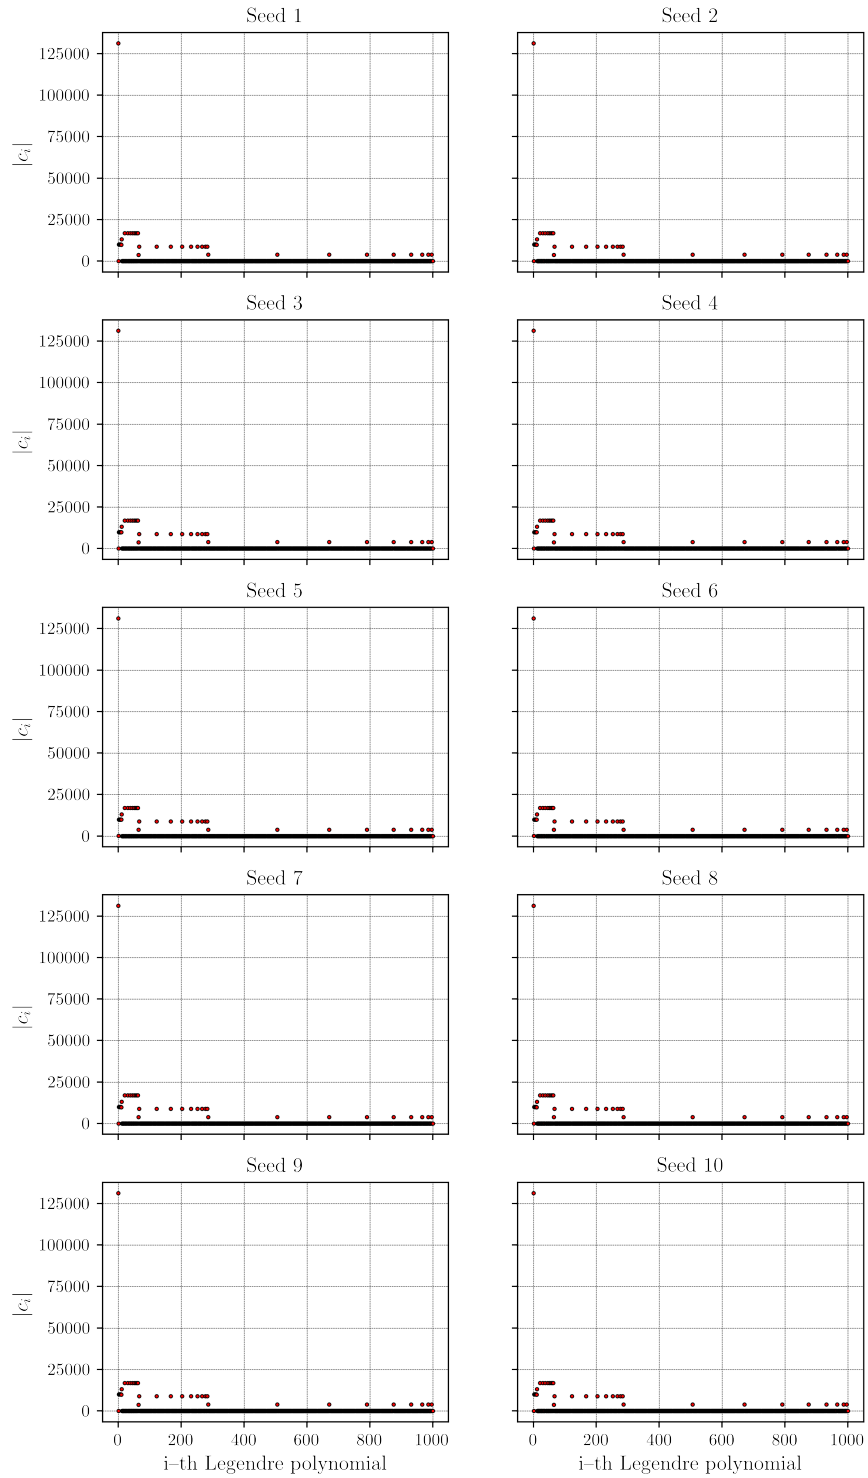 Seed 1
Seed 2
125000
100000
75000
50000
25000
0
|c_i|
Seed 3
Seed 4
125000
100000
75000
50000
25000
0
|c_i|
Seed 5
Seed 6
125000
100000
75000
50000
25000
0
|c_i|
Seed 7
Seed 8
125000
100000
75000
50000
25000
0
|c_i|
Seed 9
Seed 10
125000
100000
75000
50000
25000
0
|c_i|
0 200 400 600 800 1000
0 200 400 600 800 1000
i–th Legendre polynomial
i–th Legendre polynomial